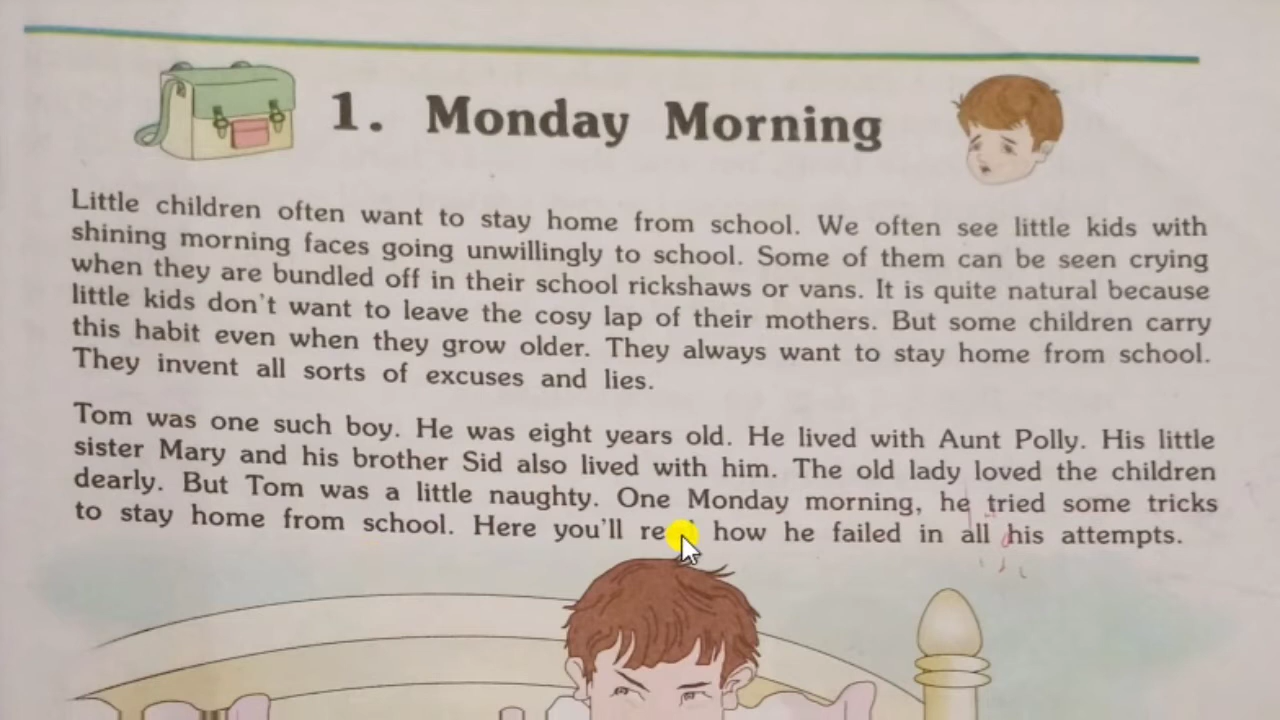 1. Monday Morning
Little children often want to stay home from school. We often see little kids with
shining morning faces going unwillingly to school. Some of them can be seen crying
when they are bundled off in their school rickshaws or vans. It is quite natural because
little kids don't want to leave the cosy lap of their mothers. But some children carry
this habit even when they grow older. They always want to stay home from school.
They invent all sorts of excuses and lies.
Tom was one such boy. He was eight years old. He lived with Aunt Polly. His little
sister Mary and his brother Sid also lived with him. The old lady loved the children
dearly. But Tom was a little naughty. One Monday morning, he tried some tricks
to stay home from school. Here you'll how he failed in all his attempts.